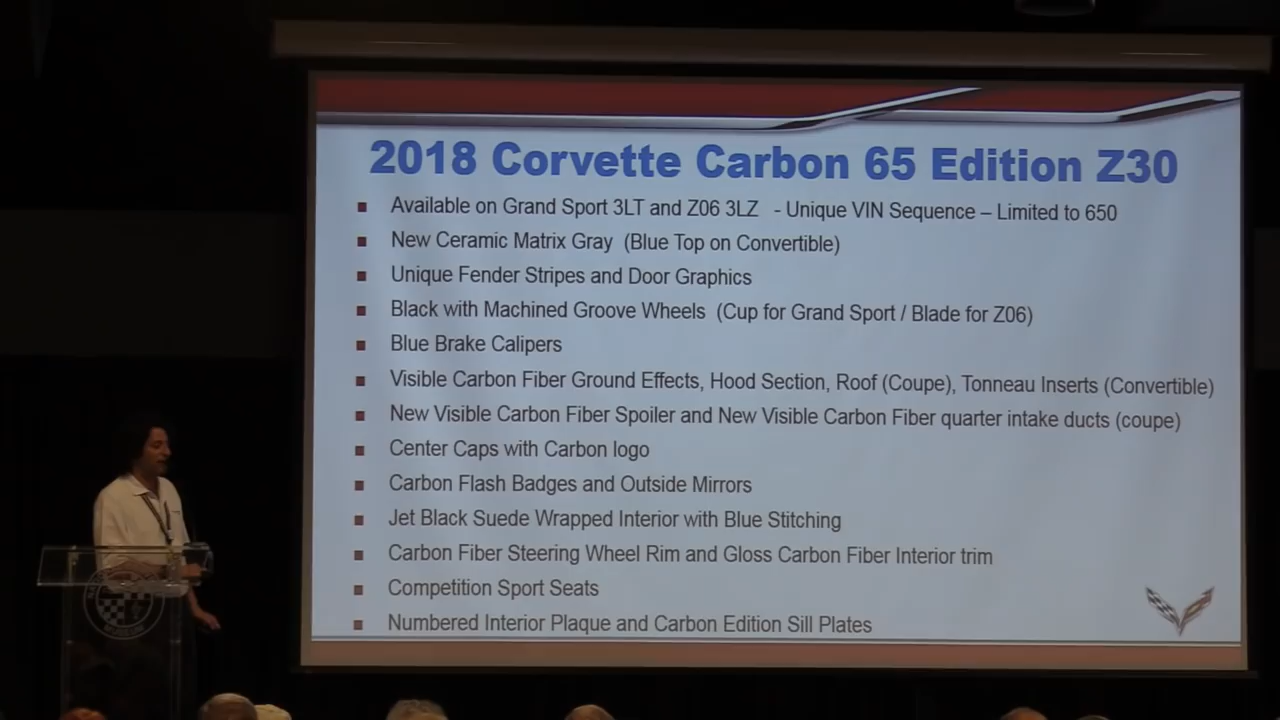 2018 Corvette Carbon 65 Edition Z30
Available on Grand Sport 3LT and Z06 3LZ - Unique VIN Sequence – Limited to 650
New Ceramic Matrix Gray (Blue Top on Convertible)
Unique Fender Stripes and Door Graphics
Black with Machined Groove Wheels (Cup for Grand Sport / Blade for Z06)
Blue Brake Calipers
Visible Carbon Fiber Ground Effects, Hood Section, Roof (Coupe), Tonneau Inserts (Convertible)
New Visible Carbon Fiber Spoiler and New Visible Carbon Fiber quarter intake ducts (coupe)
Center Caps with Carbon logo
Carbon Flash Badges and Outside Mirrors
Jet Black Suede Wrapped Interior with Blue Stitching
Carbon Fiber Steering Wheel Rim and Gloss Carbon Fiber Interior trim
Competition Sport Seats
Numbered Interior Plaque and Carbon Edition Sill Plates